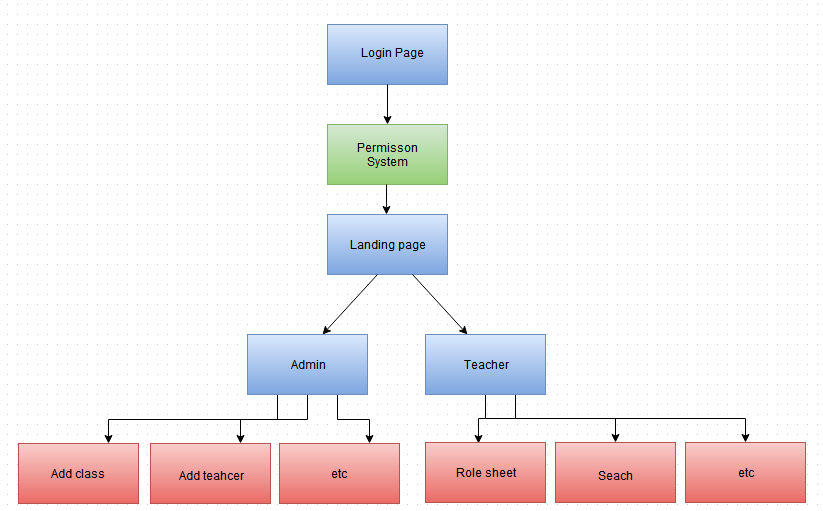 Login Page
Permisson
System
Landing page
Admin
Teacher
Add class
Add teahcer
etc
Role sheet
Seach
etc